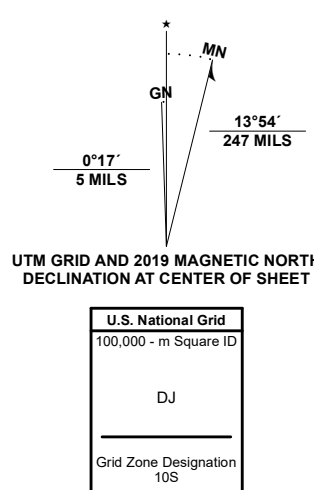 ★
MN
GN
13°54´
247 MILS
0°17´
5 MILS
UTM GRID AND 2019 MAGNETIC NORTH
DECLINATION AT CENTER OF SHEET
U.S. National Grid
100,000 - m Square ID
DJ
Grid Zone Designation
10S